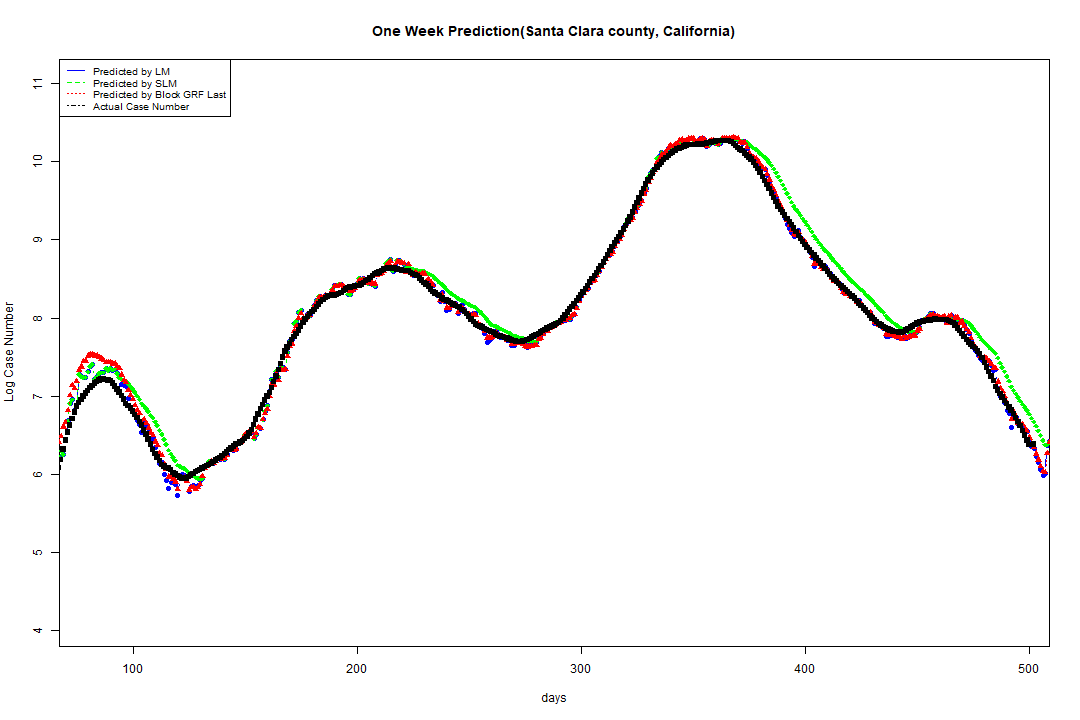 One Week Prediction(Santa Clara county, California)
Predicted by LM
Predicted by SLM
Predicted by Block GRF Last
Actual Case Number
11
10
9
8
7
6
5
4
Log Case Number
100 200 300 400 500
days